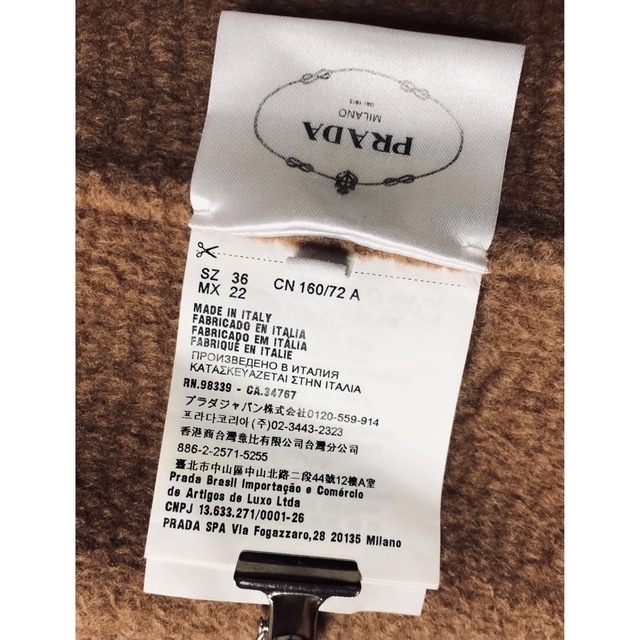 PRADA
MILANO
DAL 1913
SZ 36 CN 160/72 A
MX 22
MADE IN ITALY
FABRICADO EN ITALIA
FABRICADO EM ITÁLIA
FABRIQUÉ EN ITALIE
ПРОИЗВЕДЕНО В ИТАЛИЯ
ΚΑΤΑΣΚΕΥΑΖΕΤΑΙ ΣΤΗΝ ΙΤΑΛΙΑ
RN.98339 - CA.34767
プラダジャパン株式会社0120-559-914
프라다코리아(주)02-3443-2323
香港商台灣意比有限公司台灣分公司
886-2-2571-5255
臺北市中山區中山北路二段44號12樓A室
Prada Brasil Importação e Comércio
de Artigos de Luxo Ltda
CNPJ 13.633.271/0001-26
PRADA SPA Via Fogazzaro,28 20135 Milano